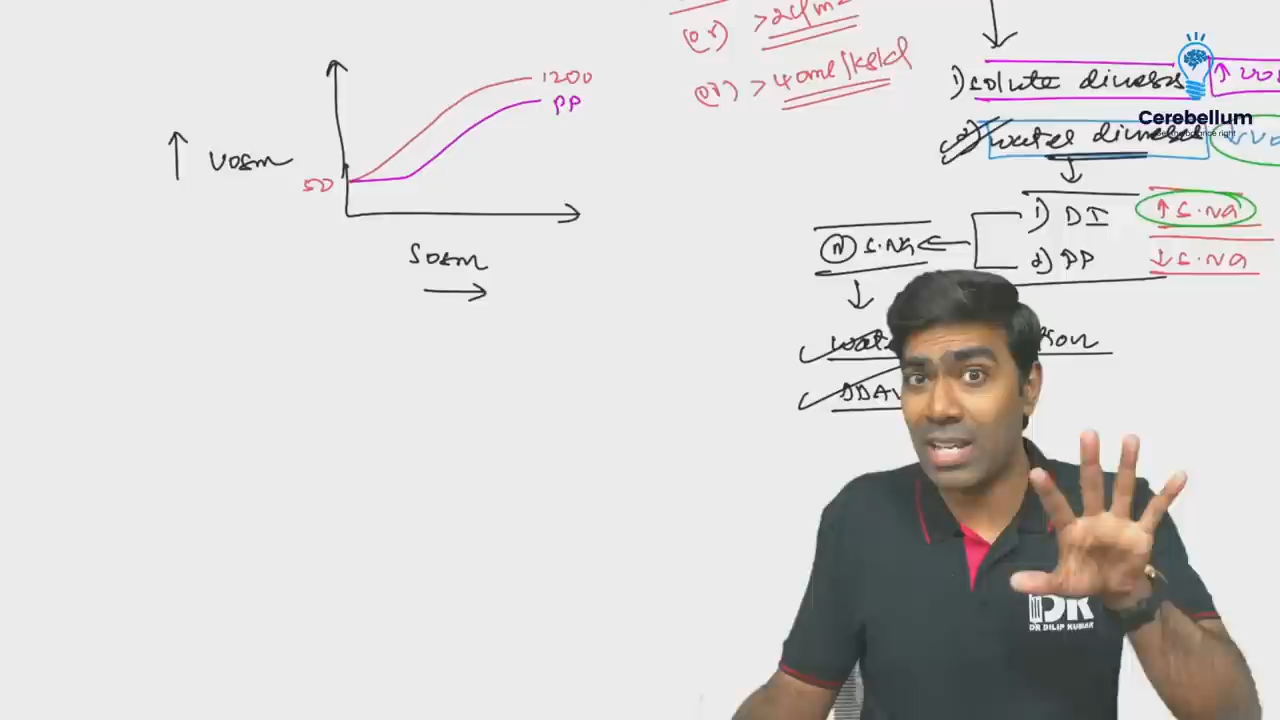 (or) >
(or) > 40ml/kg/d
1) solute diuresis
Cerebellum
2) water diuresis
1200
PP
↑ uosm
50
Sosm
1) DI ↑ S.Na
2) PP ↓ S.Na
(N) S.Na
DR
DR DILIP KUMAR